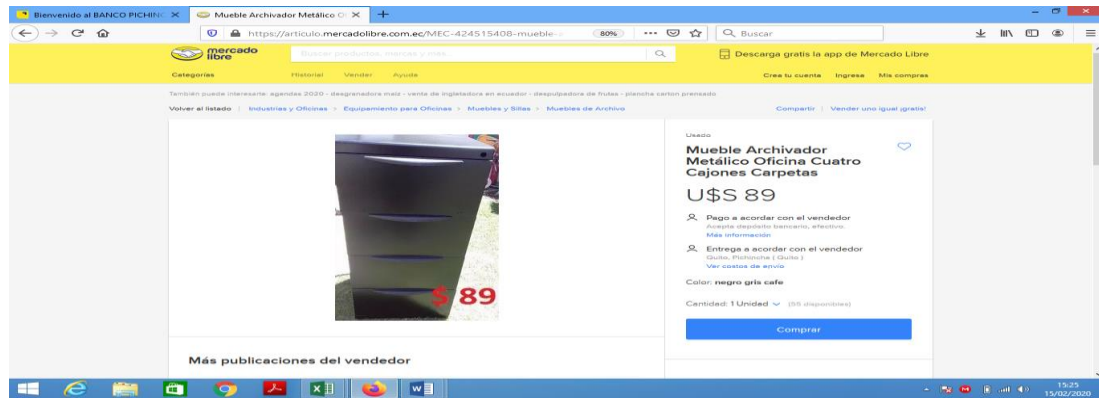 Bienvenido al BANCO PICHINC
Mueble Archivador Metálico O
https://articulo.mercadolibre.com.ec/MEC-424515408-mueble-
80%
Buscar
mercado
libre
Buscar productos, marcas y más...
Descarga gratis la app de Mercado Libre
Categorías Historial Vender Ayuda
Crea tu cuenta Ingresa Mis compras
También puede interesarte: agendas 2020 - desgranadora maiz - venta de ingletadora en ecuador - despulpadora de frutas - plancha carton prensado
Volver al listado | Industrias y Oficinas > Equipamiento para Oficinas > Muebles y Sillas > Muebles de Archivo
Compartir | Vender uno igual ¡gratis!
$ 89
Usado
Mueble Archivador
Metálico Oficina Cuatro
Cajones Carpetas
U$S 89
Pago a acordar con el vendedor
Acepta depósito bancario, efectivo.
Más información
Entrega a acordar con el vendedor
Quito, Pichincha ( Quito )
Ver costos de envío
Color: negro gris cafe
Cantidad: 1 Unidad (55 disponibles)
Comprar
Más publicaciones del vendedor
15:25
15/02/2020